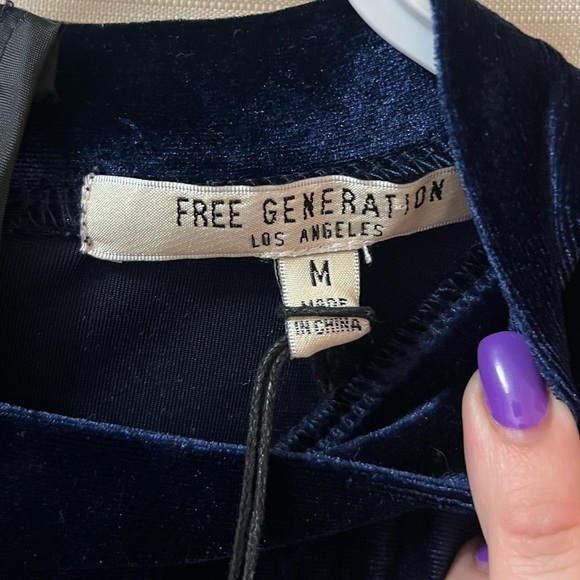 FREE GENERATION
LOS ANGELES
M
MADE
IN CHINA